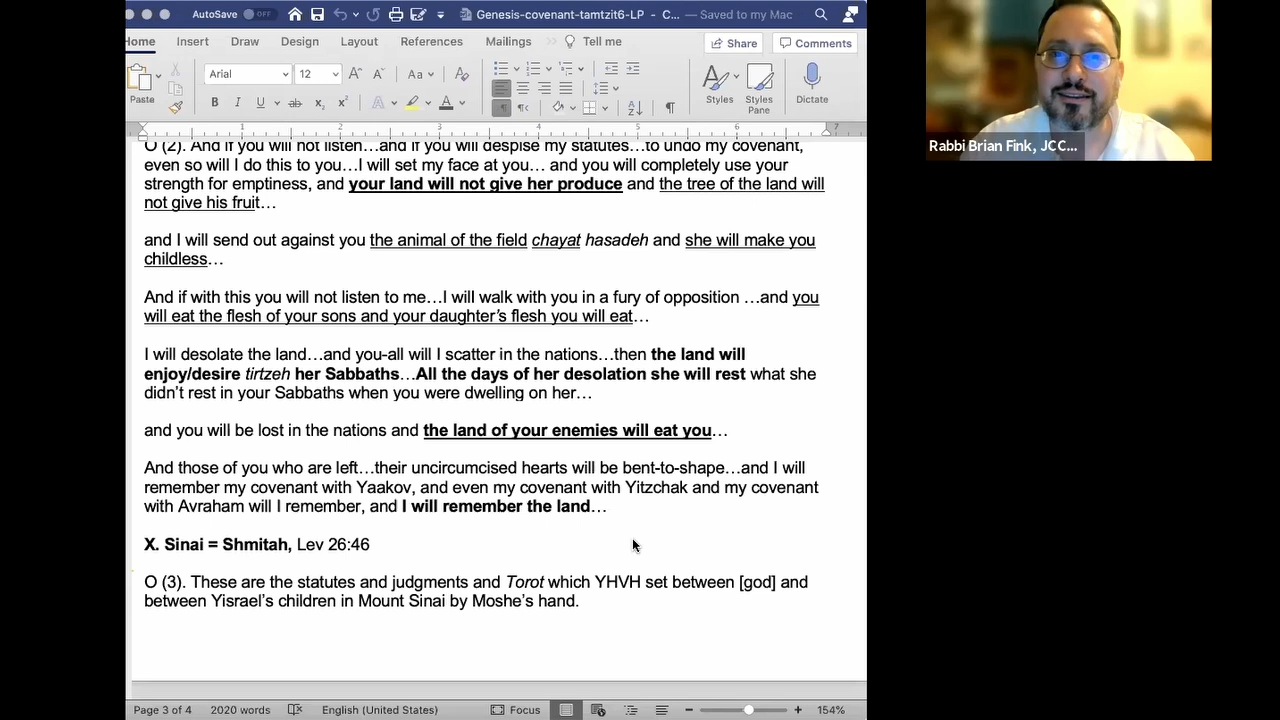 AutoSave OFF Genesis-covenant-tamtzit6-LP - C... — Saved to my Mac
Home Insert Draw Design Layout References Mailings Tell me Share Comments
Arial 12 Aa
Paste Styles Styles Pane Dictate
1 2 3 4 5 6 7
O (2). And if you will not listen…and if you will despise my statutes…to undo my covenant,
even so will I do this to you…I will set my face at you… and you will completely use your
strength for emptiness, and your land will not give her produce and the tree of the land will
not give his fruit…
and I will send out against you the animal of the field chayat hasadeh and she will make you
childless…
And if with this you will not listen to me…I will walk with you in a fury of opposition …and you
will eat the flesh of your sons and your daughter’s flesh you will eat…
I will desolate the land…and you-all will I scatter in the nations…then the land will
enjoy/desire tirtzeh her Sabbaths…All the days of her desolation she will rest what she
didn’t rest in your Sabbaths when you were dwelling on her…
and you will be lost in the nations and the land of your enemies will eat you…
And those of you who are left…their uncircumcised hearts will be bent-to-shape…and I will
remember my covenant with Yaakov, and even my covenant with Yitzchak and my covenant
with Avraham will I remember, and I will remember the land…
X. Sinai = Shmitah, Lev 26:46
O (3). These are the statutes and judgments and Torot which YHVH set between [god] and
between Yisrael’s children in Mount Sinai by Moshe’s hand.
Page 3 of 4 2020 words English (United States) Focus 154%
Rabbi Brian Fink, JCC...